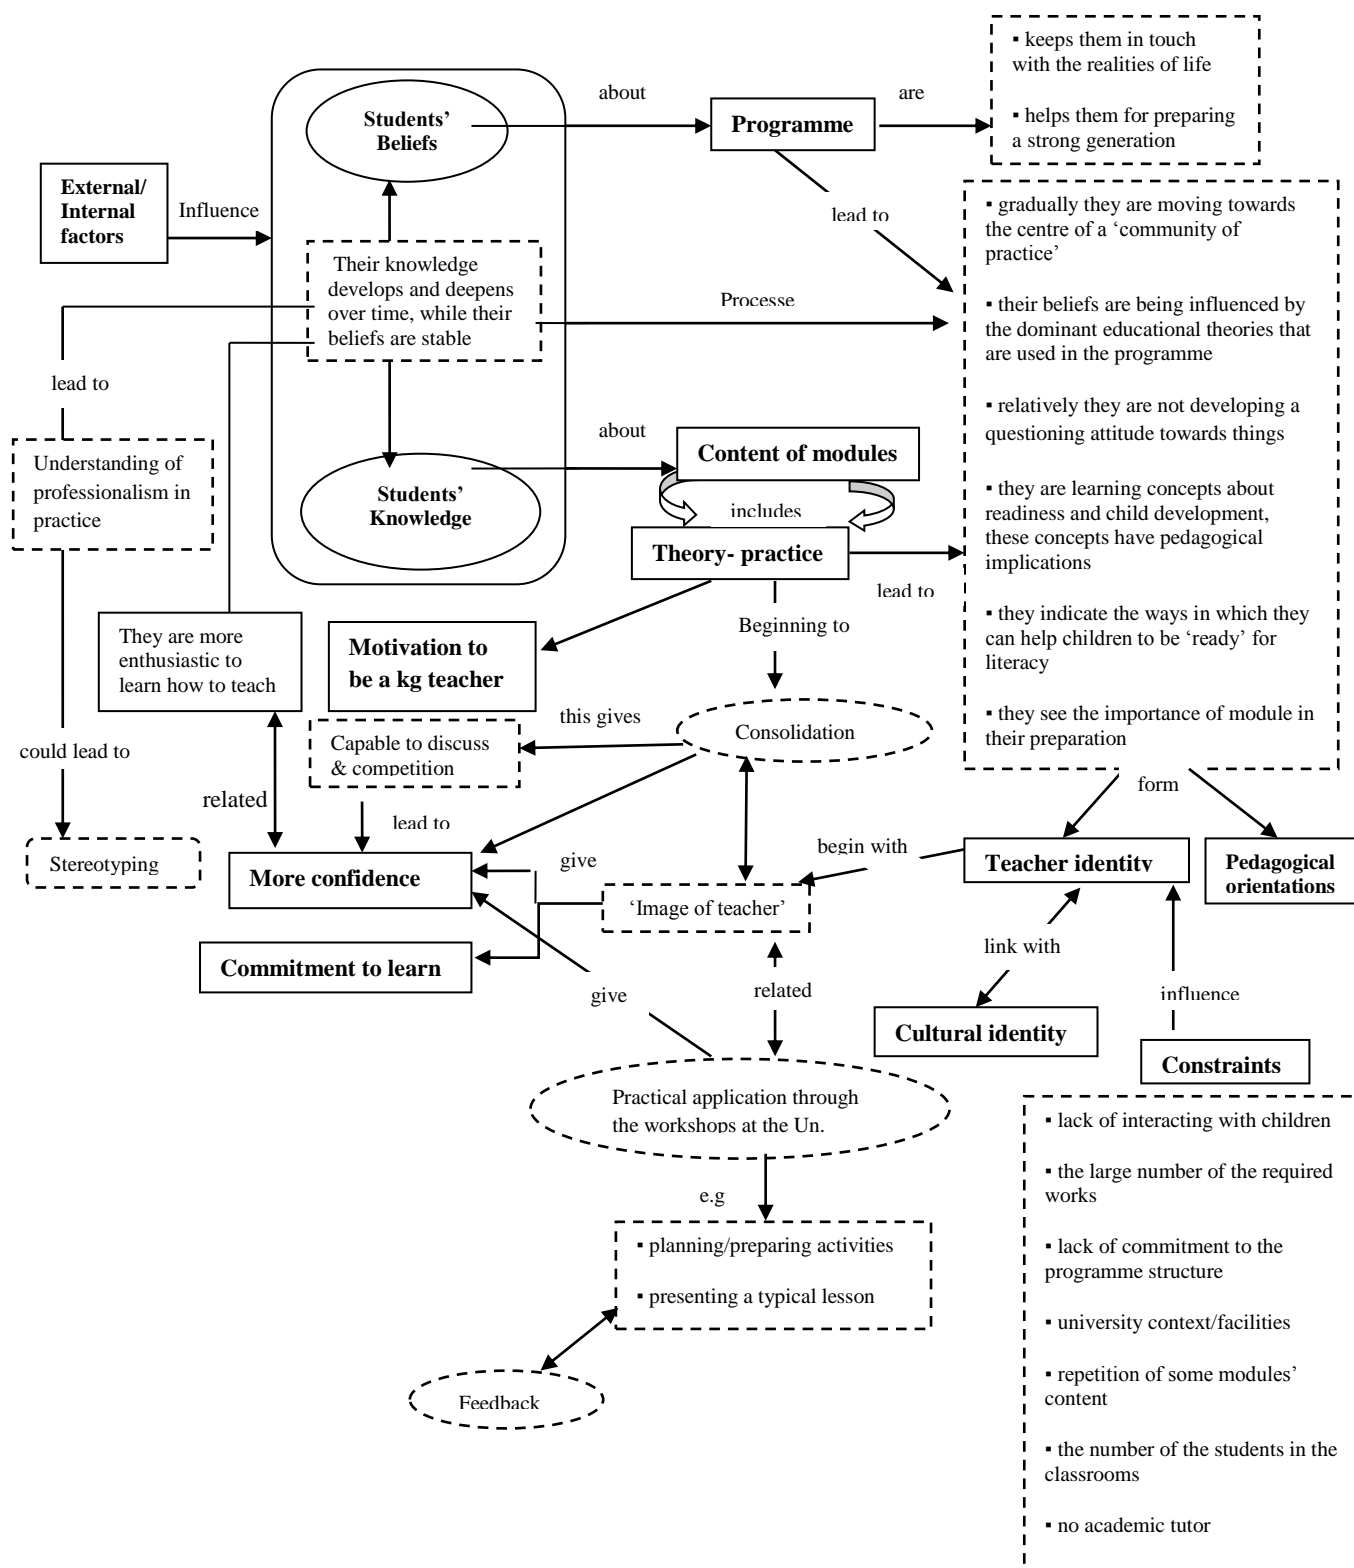 ▪ keeps them in touch
with the realities of life
▪ helps them for preparing
a strong generation
about
are
Students’
Beliefs
Programme
External/
Internal
factors
Influence
lead to
▪ gradually they are moving towards
the centre of a ‘community of
practice’
▪ their beliefs are being influenced by
the dominant educational theories that
are used in the programme
▪ relatively they are not developing a
questioning attitude towards things
▪ they are learning concepts about
readiness and child development,
these concepts have pedagogical
implications
▪ they indicate the ways in which they
can help children to be ‘ready’ for
literacy
▪ they see the importance of module in
their preparation
Their knowledge
develops and deepens
over time, while their
beliefs are stable
Processe
lead to
about
Content of modules
Understanding of
professionalism in
practice
Students’
Knowledge
includes
Theory- practice
lead to
They are more
enthusiastic to
learn how to teach
Motivation to
be a kg teacher
Beginning to
this gives
Consolidation
Capable to discuss
& competition
could lead to
related
lead to
form
Stereotyping
More confidence
give
begin with
Teacher identity
Pedagogical
orientations
‘Image of teacher’
Commitment to learn
link with
give
related
influence
Cultural identity
Constraints
Practical application through
the workshops at the Un.
▪ lack of interacting with children
▪ the large number of the required
works
▪ lack of commitment to the
programme structure
▪ university context/facilities
▪ repetition of some modules’
content
▪ the number of the students in the
classrooms
▪ no academic tutor
e.g
▪ planning/preparing activities
▪ presenting a typical lesson
Feedback